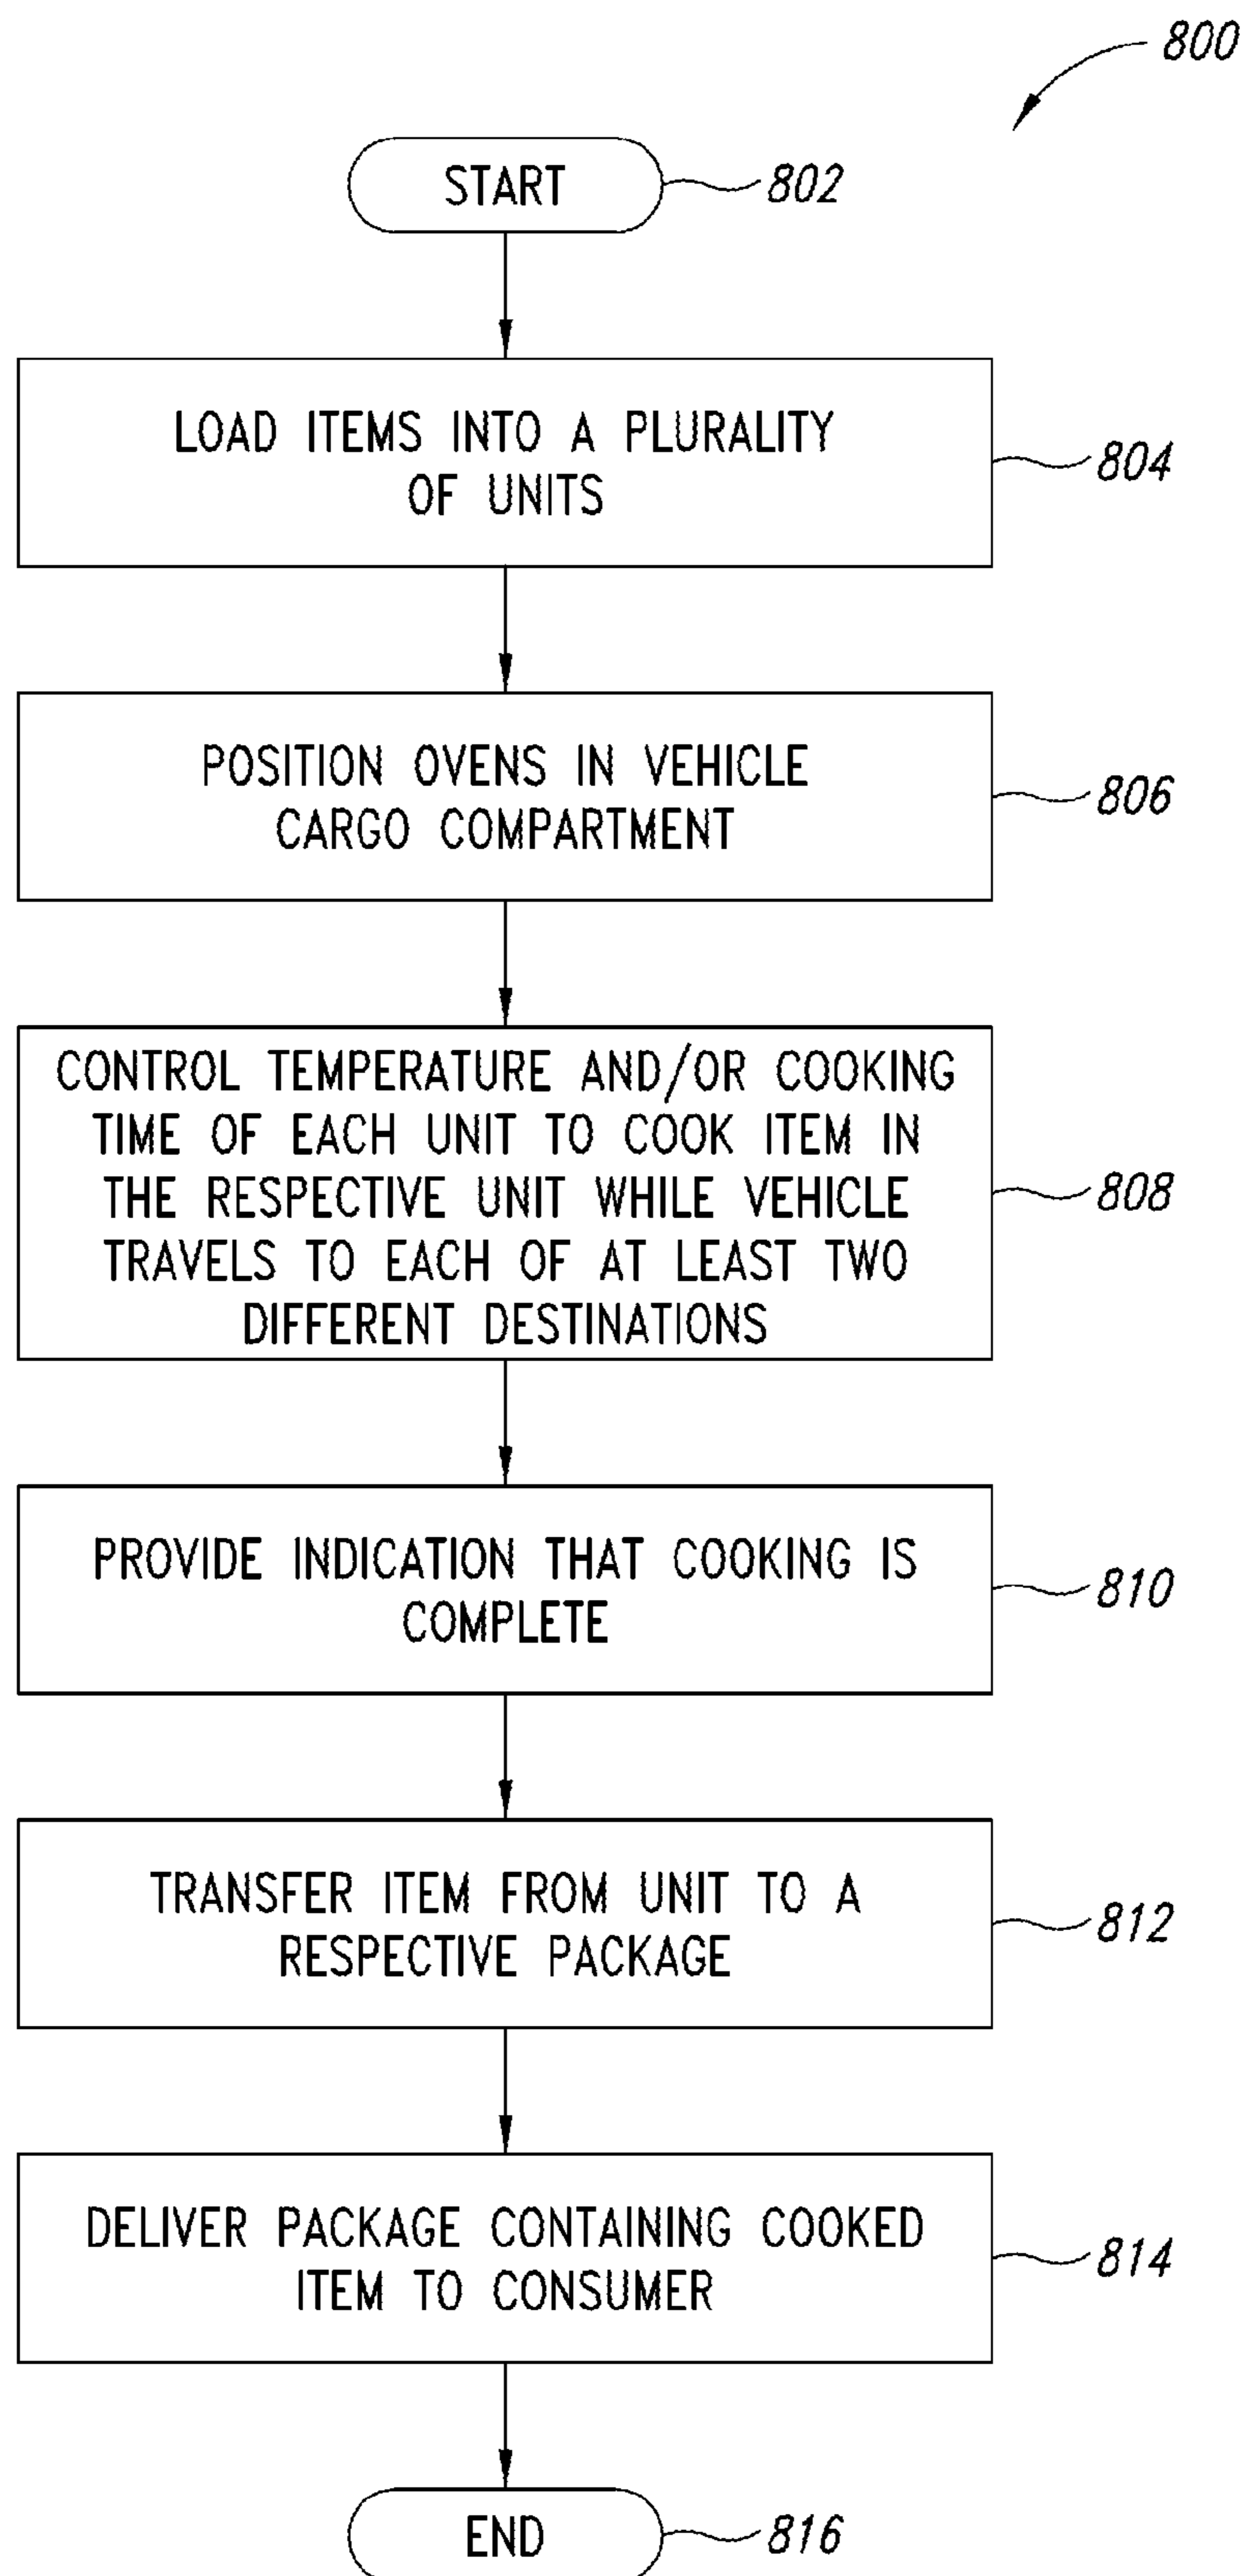 800
START
802
LOAD ITEMS INTO A PLURALITY
OF UNITS
804
POSITION OVENS IN VEHICLE
CARGO COMPARTMENT
806
CONTROL TEMPERATURE AND/OR COOKING
TIME OF EACH UNIT TO COOK ITEM IN
THE RESPECTIVE UNIT WHILE VEHICLE
TRAVELS TO EACH OF AT LEAST TWO
DIFFERENT DESTINATIONS
808
PROVIDE INDICATION THAT COOKING IS
COMPLETE
810
TRANSFER ITEM FROM UNIT TO A
RESPECTIVE PACKAGE
812
DELIVER PACKAGE CONTAINING COOKED
ITEM TO CONSUMER
814
END
816